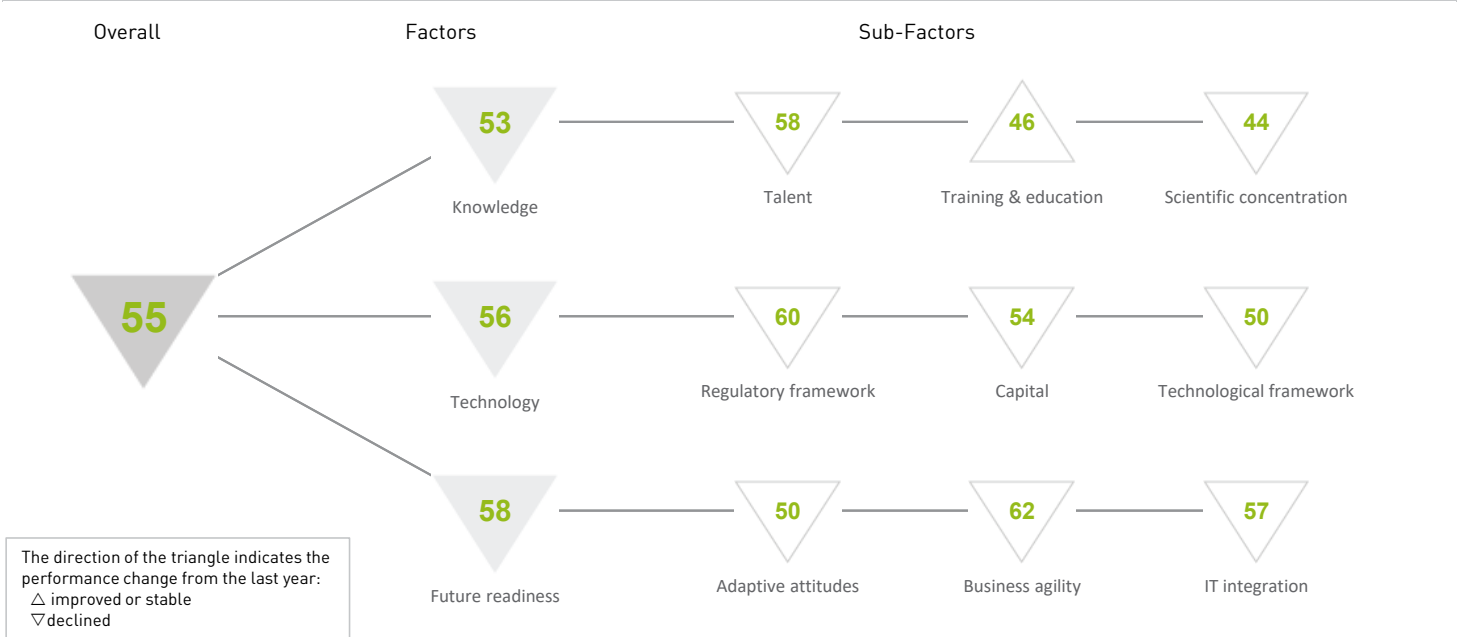 Overall Factors Sub-Factors
53 58 46 44
Knowledge Talent Training & education Scientific concentration
55 56 60 54 50
Technology Regulatory framework Capital Technological framework
58 50 62 57
Future readiness Adaptive attitudes Business agility IT integration
The direction of the triangle indicates the
performance change from the last year:
△ improved or stable
▽declined